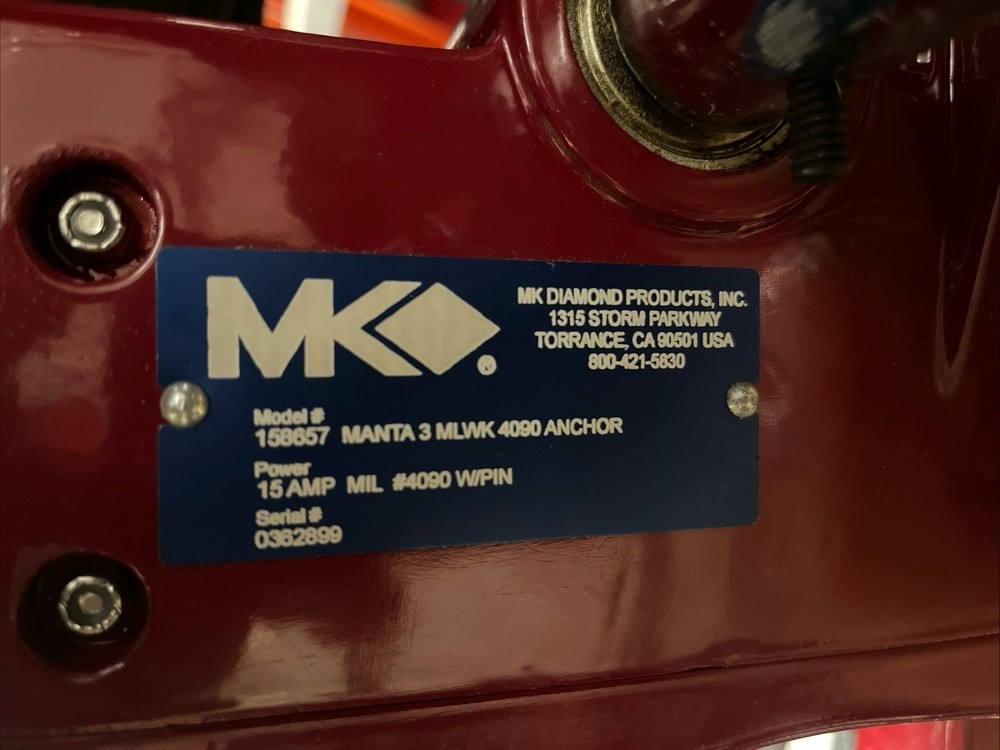 MK
MK DIAMOND PRODUCTS, INC.
1315 STORM PARKWAY
TORRANCE, CA 90501 USA
800-421-5830
Model #
158657 MANTA 3 MLWK 4090 ANCHOR
Power
15 AMP MIL #4090 W/PIN
Serial #
0362899